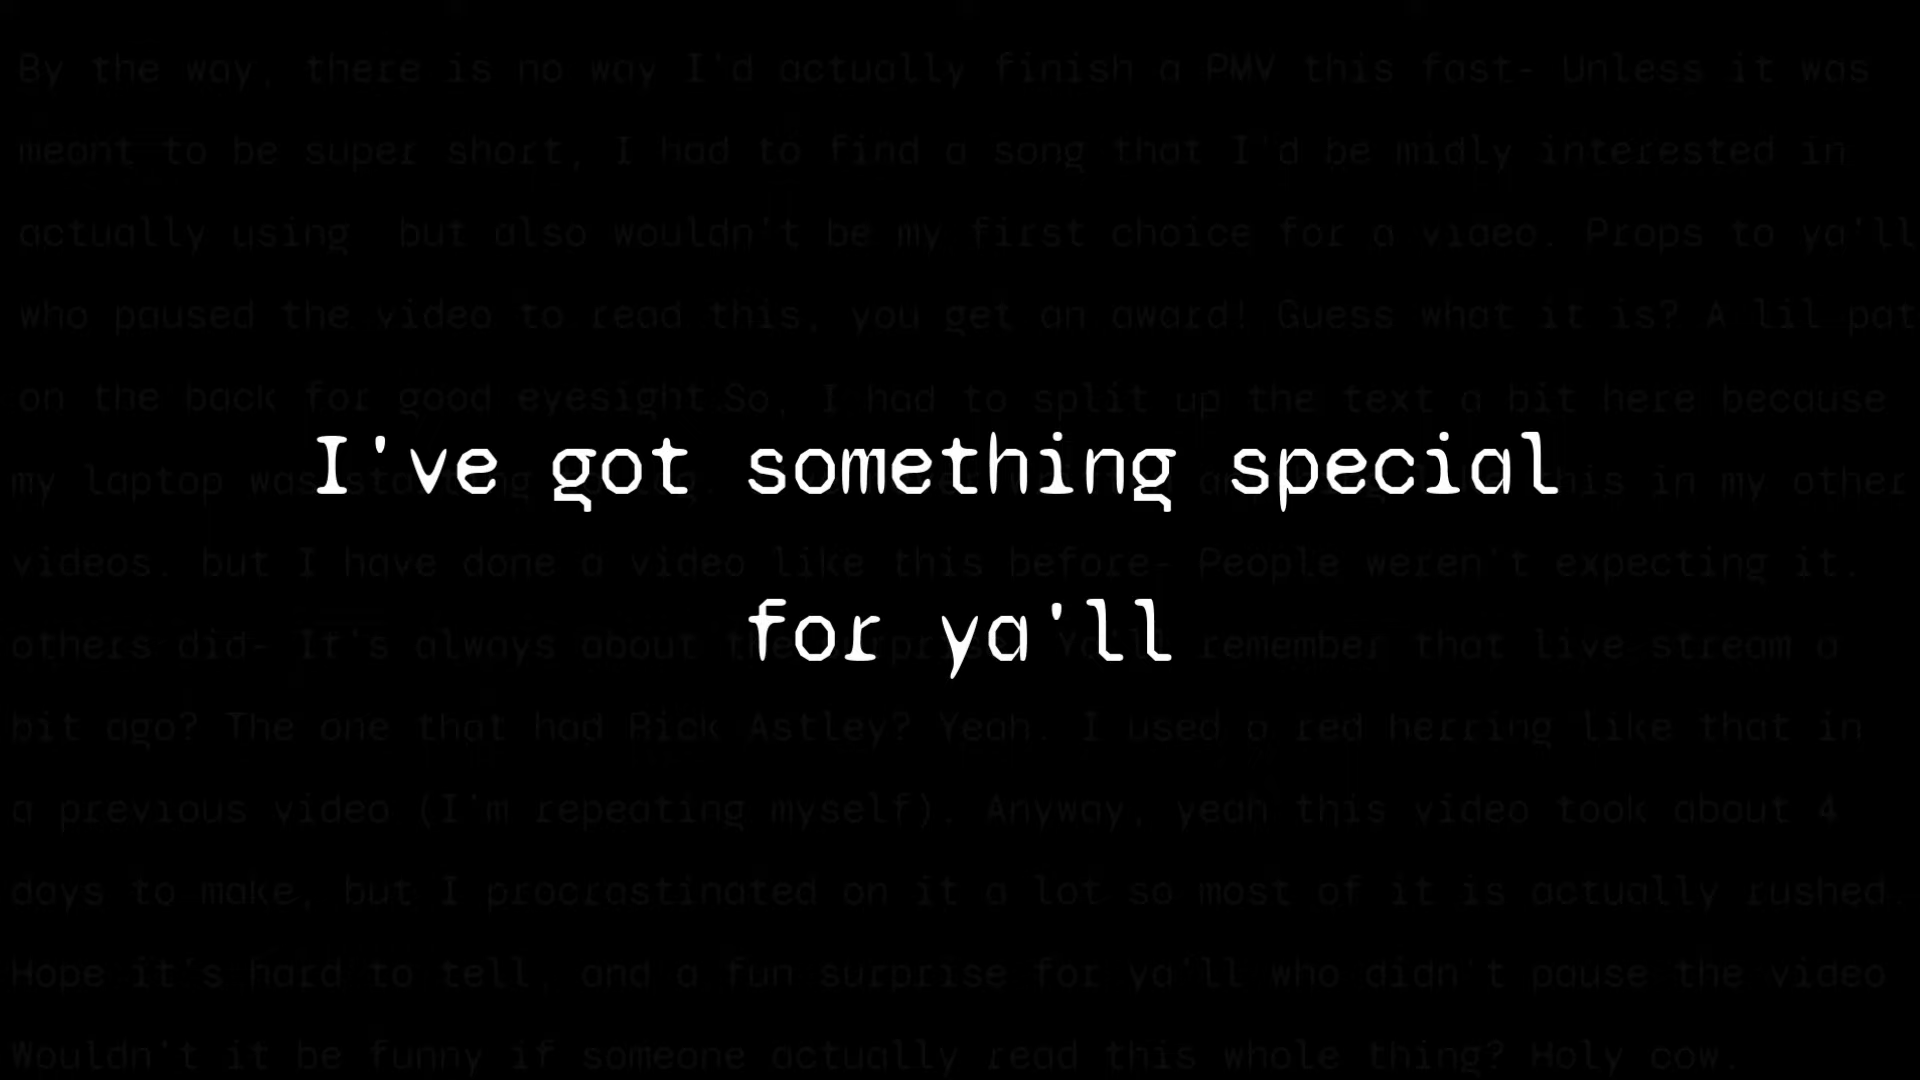 By the way, there is no way I'd actually finish a PMV this fast- Unless it was
meant to be super short, I had to find a song that I'd be midly interested in
actually using  but also wouldn't be my first choice for a video. Props to ya'll
who paused the video to read this, you get an award! Guess what it is? A lil pat
on the back for good eyesight.So, I had to split up the text a bit here because
I've got something special
my laptop was his in my other
videos. but I have done a video like this before- People weren't expecting it.
for ya'll
others did- It's always about remember that live stream a
bit ago? The one that had Rick Astley? Yeah. I used a red herring like that in
a previous video (I'm repeating myself). Anyway, yeah this video took about 4
days to make, but I procrastinated on it a lot so most of it is actually rushed.
Hope it's hard to tell, and a fun surprise for ya'll who didn't pause the video
Wouldn't it be funny if someone actually read this whole thing? Holy cow.